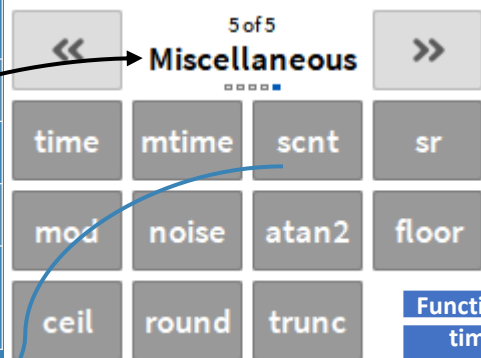 5 of 5
Miscellaneous
time mtime scnt sr
mod noise atan2 floor
ceil round trunc